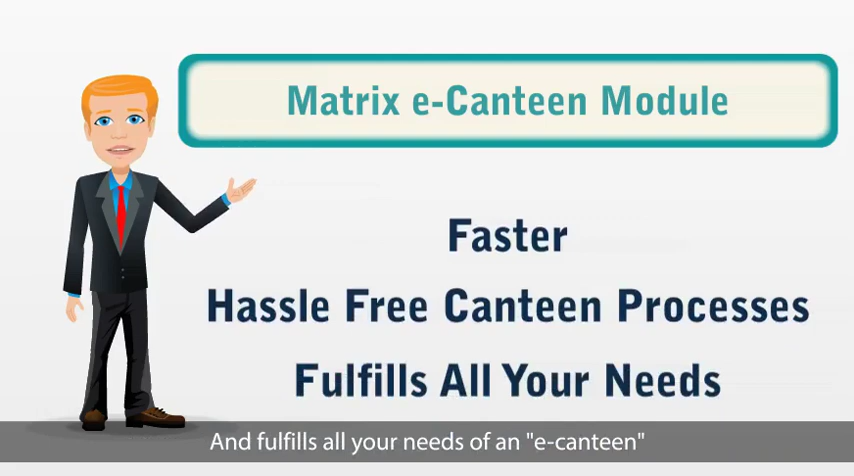 Matrix e-Canteen Module
Faster
Hassle Free Canteen Processes
Fulfills All Your Needs
And fulfills all your needs of an "e-canteen"